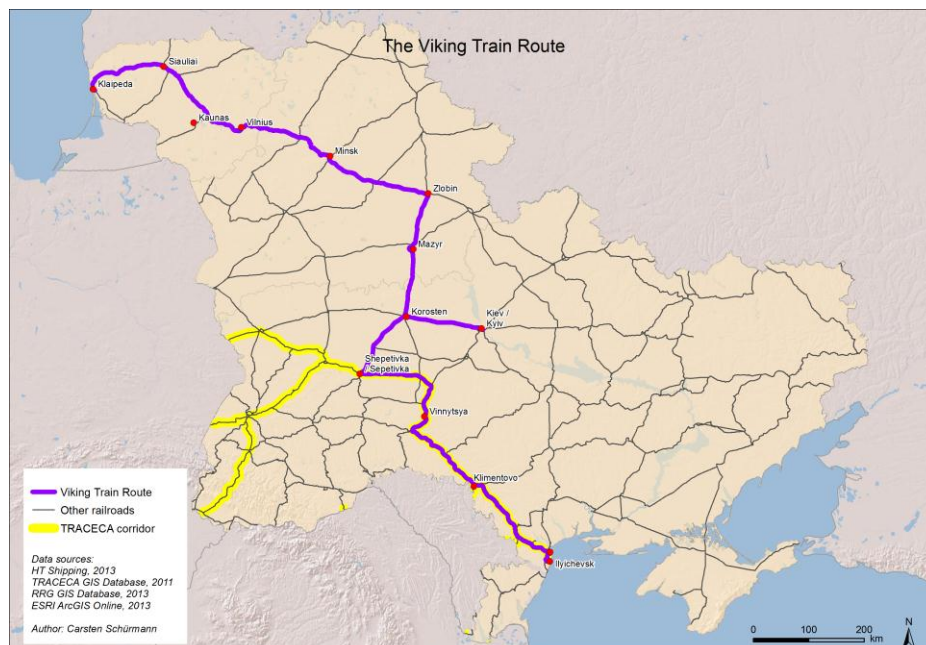 The Viking Train Route
Siauliai
Klaipeda
Kaunas
Vilnius
Minsk
Zlobin
Mazyr
Korosten
Kiev /
Kyiv
Shepetivka
Sepetivka
Vinnytsya
Klimentovo
Ilyichevsk
Viking Train Route
Other railroads
TRACECA corridor
Data sources:
HT Shipping, 2013
TRACECA GIS Database, 2011
RRG GIS Database, 2013
ESRI ArcGIS Online, 2013
Author: Carsten Schürmann
0 100 200
km
N